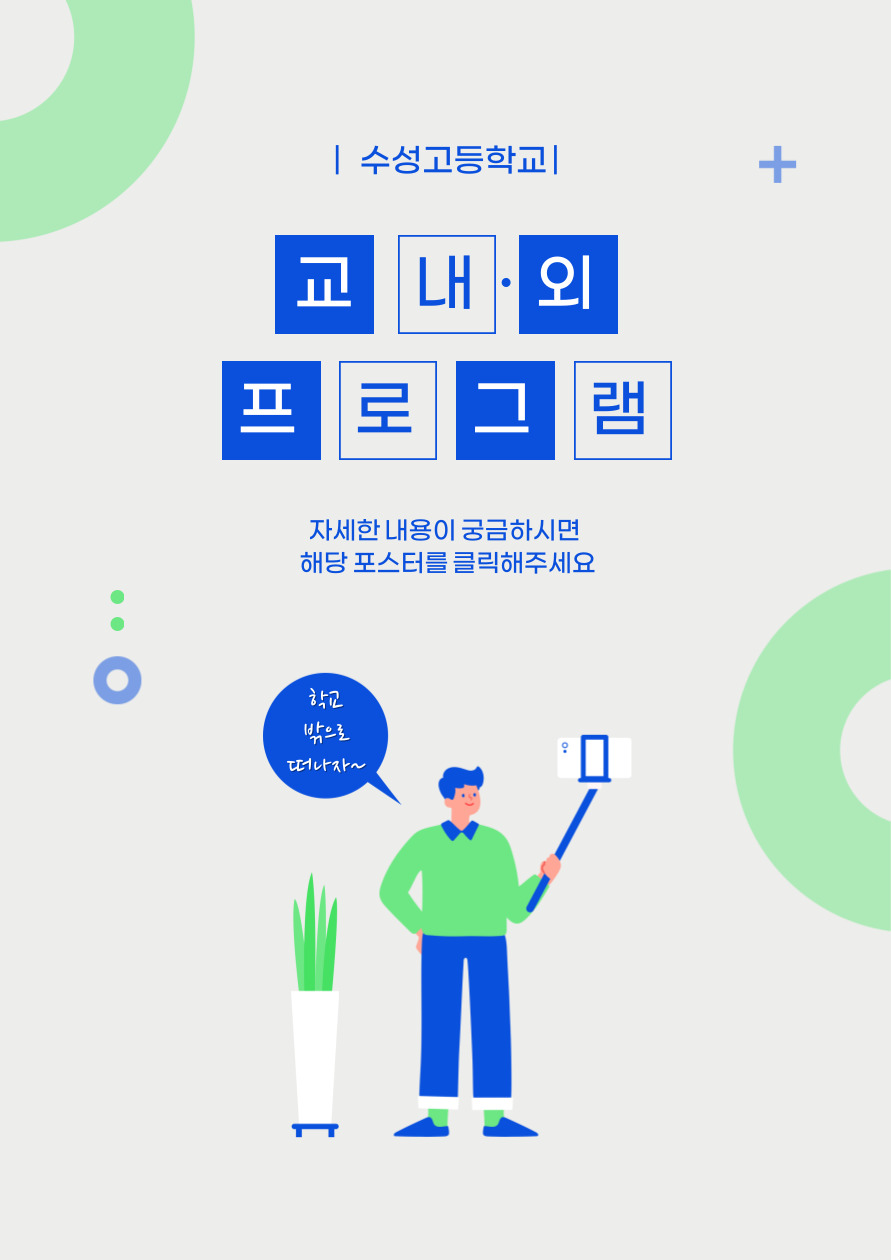 | 수성고등학교|
교 내 · 외
프 로 그 램
자세한 내용이 궁금하시면
해당 포스터를 클릭해주세요
학교
밖으로
떠나자~